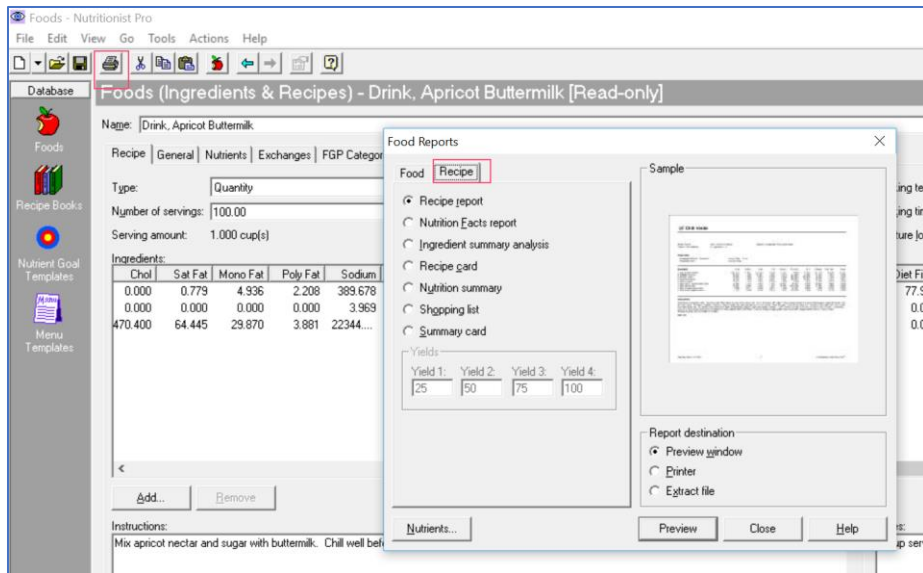 Foods - Nutritionist Pro
File Edit View Go Tools Actions Help
Database
Foods (Ingredients & Recipes) - Drink, Apricot Buttermilk [Read-only]
Foods
Recipe Books
Nutrient Goal
Templates
Menu
Templates
Name: Drink, Apricot Buttermilk
Recipe General Nutrients Exchanges FGP Categor
Type: Quantity
Number of servings: 100.00
Serving amount: 1.000 cup(s)
Ingredients:
Chol Sat Fat Mono Fat Poly Fat Sodium
0.000 0.779 4.936 2.208 389.678
0.000 0.000 0.000 0.000 3.969
470.400 64.445 29.870 3.881 22344....
Add... Remove
Instructions:
Mix apricot nectar and sugar with buttermilk. Chill well bef
Food Reports
Food Recipe
Recipe report
Nutrition Facts report
Ingredient summary analysis
Recipe card
Nutrition summary
Shopping list
Summary card
Yields
Yield 1: Yield 2: Yield 3: Yield 4:
25 50 75 100
Nutrients...
Sample
Report destination
Preview window
Printer
Extract file
Preview Close Help
Diet Fi
77.9
0.0
0.0